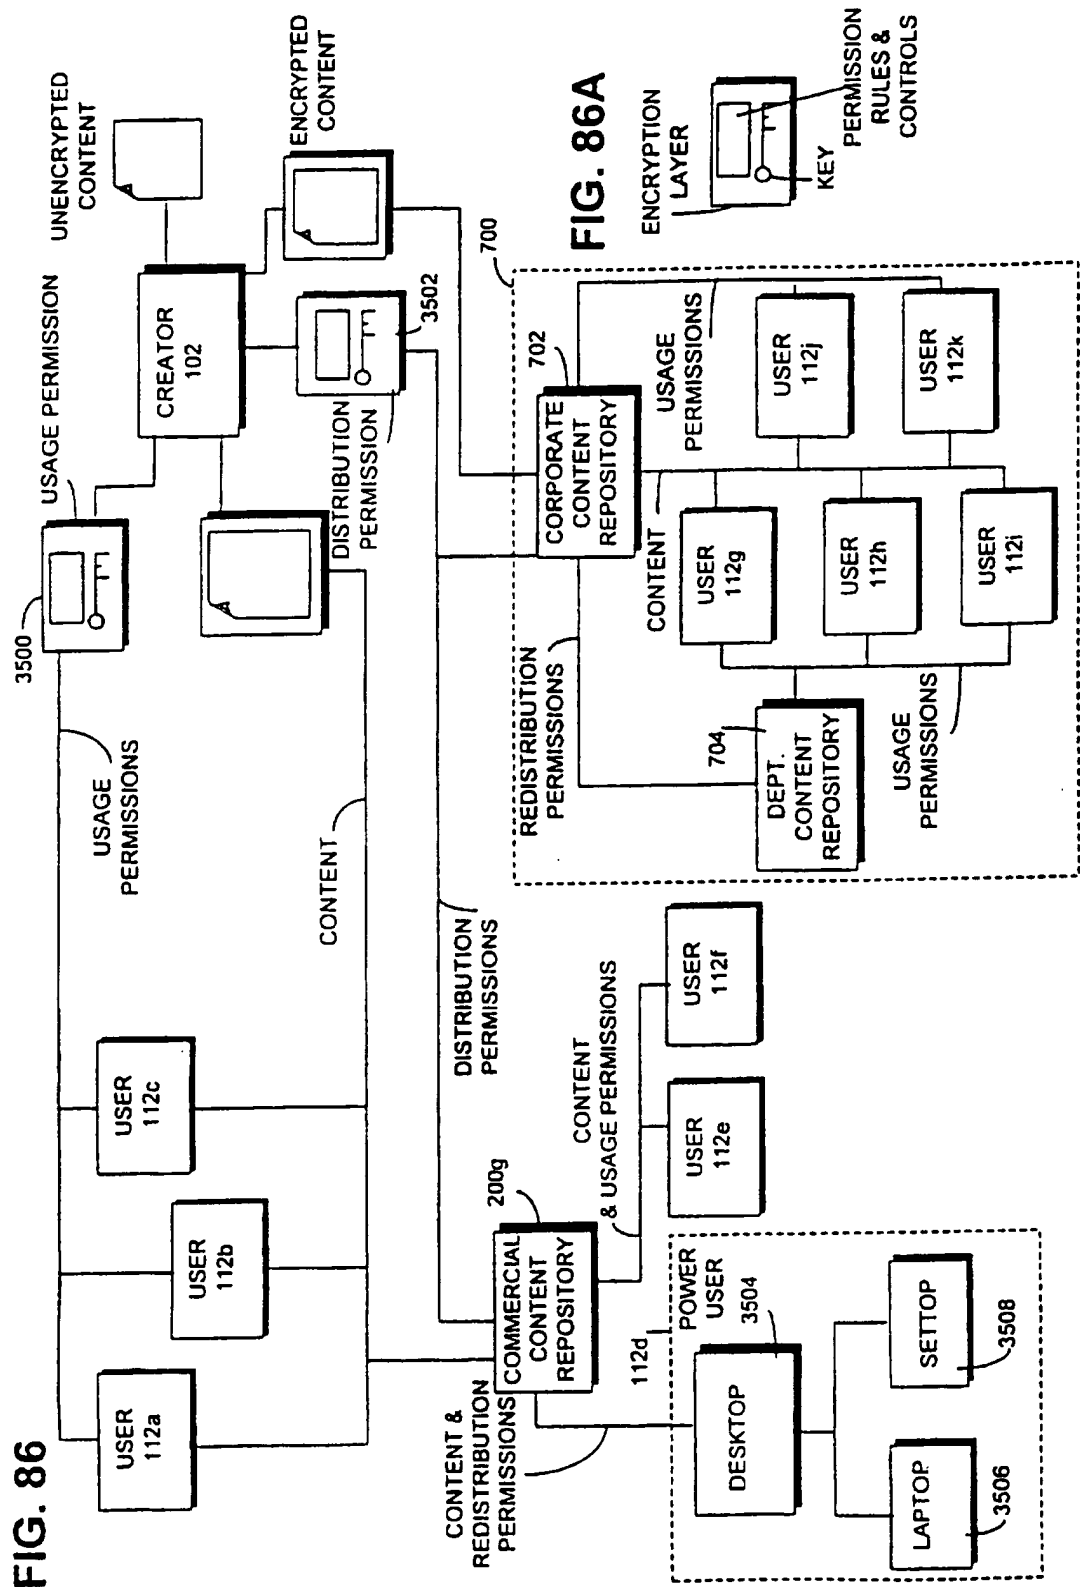 FIG. 86
USER
112a
USER
112b
USER
112c
USAGE
PERMISSIONS
3500
USAGE PERMISSION
UNENCRYPTED
CONTENT
CREATOR
102
CONTENT
DISTRIBUTION
PERMISSION
3502
ENCRYPTED
CONTENT
DISTRIBUTION
PERMISSIONS
COMMERCIAL
CONTENT
REPOSITORY
200g
CONTENT &
REDISTRIBUTION
PERMISSIONS
CONTENT
& USAGE PERMISSIONS
USER
112e
USER
112f
112d
POWER
USER
3504
DESKTOP
LAPTOP
3506
SETTOP
3508
REDISTRIBUTION
PERMISSIONS
CORPORATE
CONTENT
REPOSITORY
702
700
CONTENT
USAGE
PERMISSIONS
704
DEPT.
CONTENT
REPOSITORY
USER
112g
USER
112h
USER
112i
USER
112j
USER
112k
USAGE
PERMISSIONS
FIG. 86A
ENCRYPTION
LAYER
KEY
PERMISSION
RULES &
CONTROLS